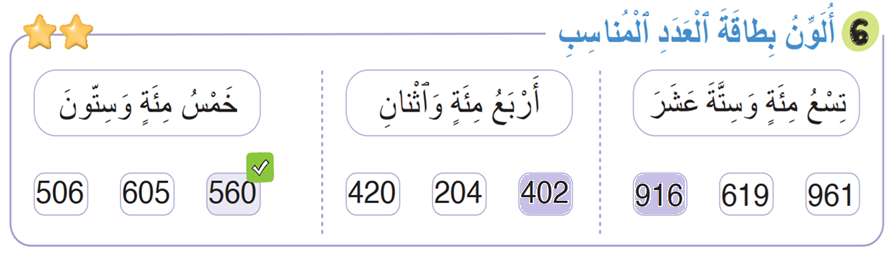 6 أُلَوِّنُ بِطاقَةَ ٱلْعَدَدِ ٱلْمُناسِبِ
تِسْعُ مِئَةٍ وَسِتَّةَ عَشَرَ
961 619 916
أَرْبَعُ مِئَةٍ وَٱثْنانِ
402 204 420
خَمْسُ مِئَةٍ وَسِتّونَ
560 605 506